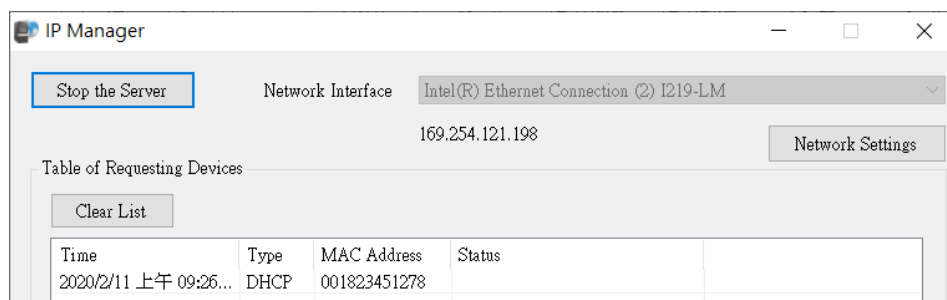 IP Manager
Stop the Server Network Interface Intel(R) Ethernet Connection (2) I219-LM
169.254.121.198
Network Settings
Table of Requesting Devices
Clear List
Time Type MAC Address Status
2020/2/11 上午 09:26... DHCP 001823451278